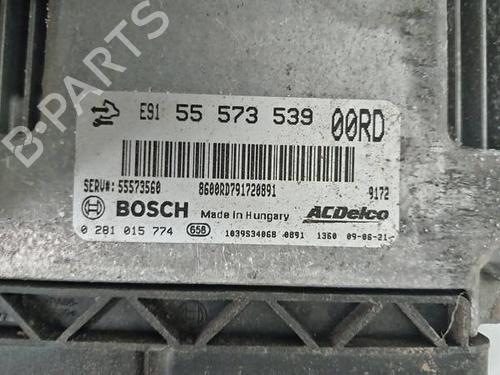 B-PARTS
E91 55 573 539 00RD
SERV#: 55573560 8600RD791720891 9172
BOSCH Made in Hungary ACDelco
0 281 015 774 658 1039S34068 0891 1360 09-06-21